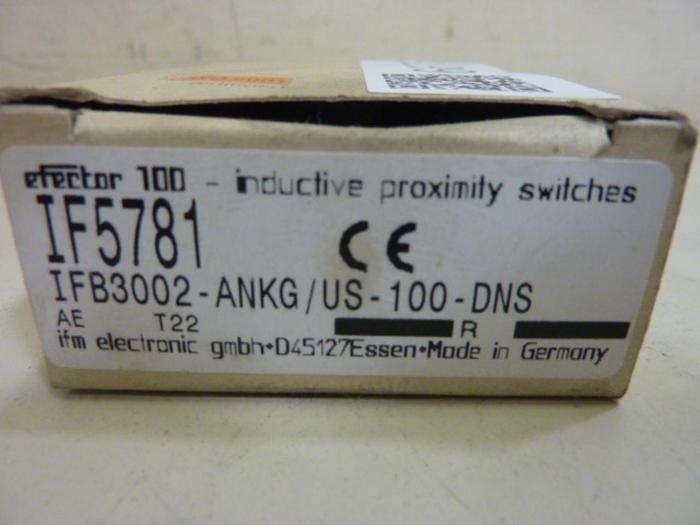 efector 100 - inductive proximity switches
IF5781
CE
IFB3002-ANKG/US-100-DNS
AE T22 R
ifm electronic gmbh•D45127Essen•Made in Germany